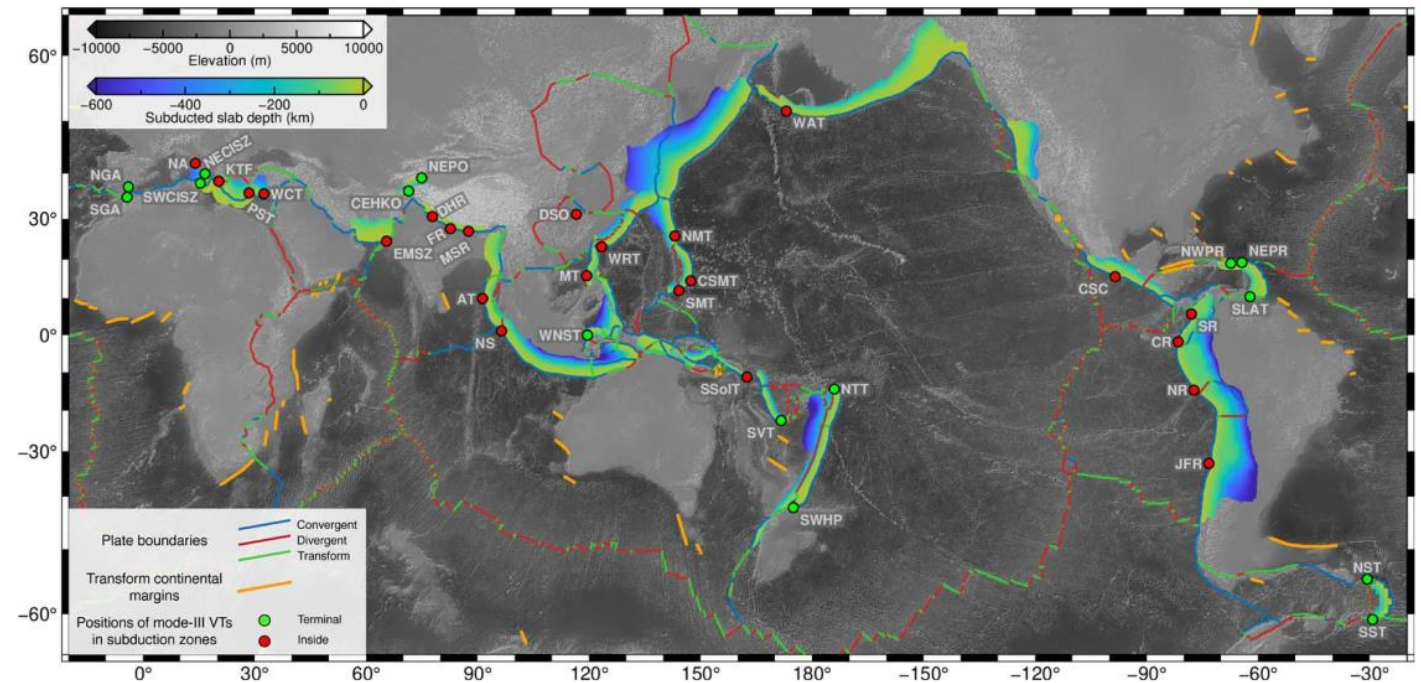 60°
30°
0°
−30°
−60°
−10000 −5000 0 5000 10000
Elevation (m)
−600 −400 −200 0
Subducted slab depth (km)
WAT
NA
NECISZ
KTF
NGA
SGA
SWCISZ
PST
WCT
NEPO
CEHKO
DHR
FR
MSR
EMSZ
DSO
NMT
WRT
MT
CSMT
SMT
AT
NS
WNST
SSolT
SVT
NTT
SWHP
NWPR
NEPR
CSC
SLAT
SR
CR
NR
JFR
NST
SST
Plate boundaries
Convergent
Divergent
Transform
Transform continental
margins
Positions of mode-III VTs
in subduction zones
Terminal
Inside
0° 30° 60° 90° 120° 150° 180° −150° −120° −90° −60° −30°